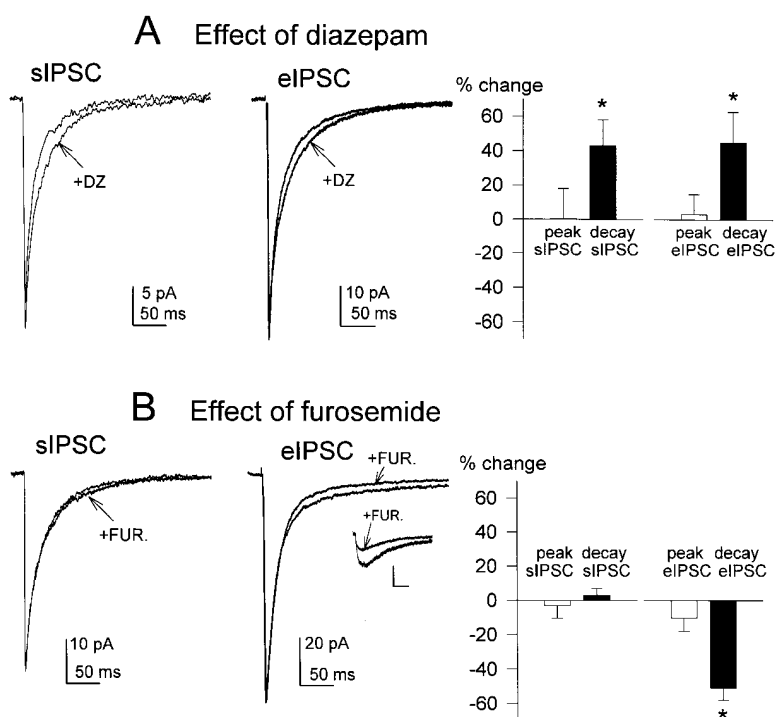 A Effect of diazepam
sIPSC
eIPSC
+DZ
+DZ
5 pA
50 ms
10 pA
50 ms
% change
60
40
20
0
-20
-40
-60
*
*
peak decay
sIPSC sIPSC
peak decay
eIPSC eIPSC
B Effect of furosemide
sIPSC
eIPSC
+FUR.
+FUR.
+FUR.
10 pA
50 ms
20 pA
50 ms
% change
60
40
20
0
-20
-40
-60
peak decay
sIPSC sIPSC
peak decay
eIPSC eIPSC
*